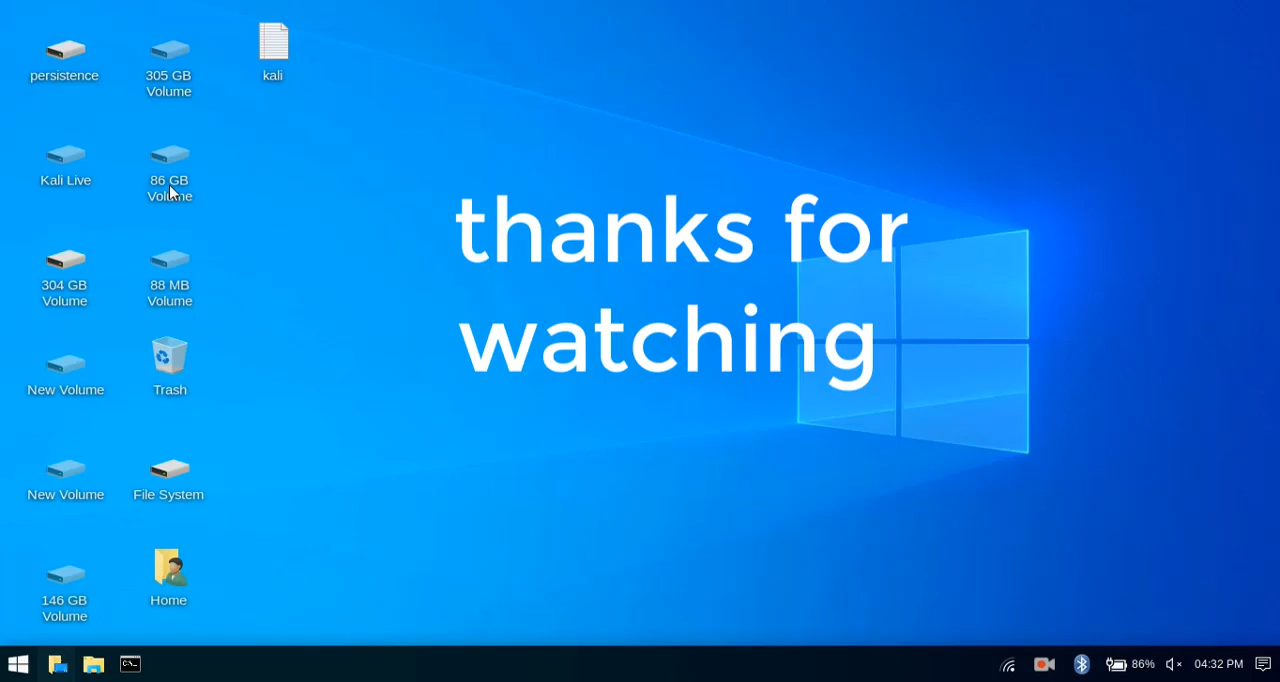 persistence
305 GB
Volume
kali
Kali Live
86 GB
Volume
304 GB
Volume
88 MB
Volume
New Volume
Trash
New Volume
File System
146 GB
Volume
Home
thanks for
watching
C:\_
86%
04:32 PM